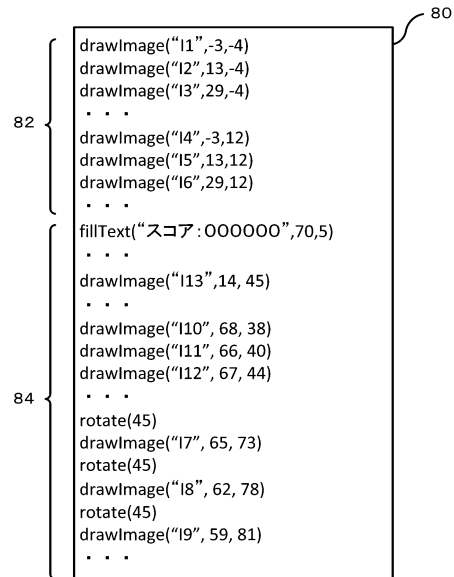 80
82
drawImage(“I1”,-3,-4)
drawImage(“I2”,13,-4)
drawImage(“I3”,29,-4)
・・・
drawImage(“I4”,-3,12)
drawImage(“I5”,13,12)
drawImage(“I6”,29,12)
・・・
84
fillText(“スコア:OOOOOO”,70,5)
・・・
drawImage(“I13”,14, 45)
・・・
drawImage(“I10”, 68, 38)
drawImage(“I11”, 66, 40)
drawImage(“I12”, 67, 44)
・・・
rotate(45)
drawImage(“I7”, 65, 73)
rotate(45)
drawImage(“I8”, 62, 78)
rotate(45)
drawImage(“I9”, 59, 81)
・・・